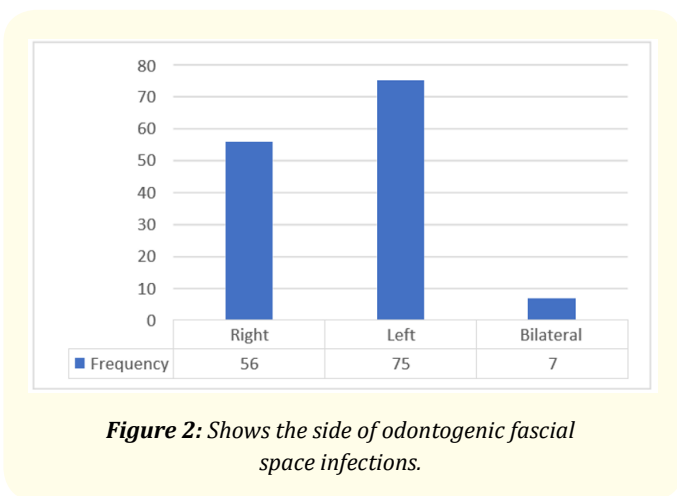 80
70
60
50
40
30
20
10
0
Right Left Bilateral
Frequency 56 75 7
Figure 2: Shows the side of odontogenic fascial
space infections.